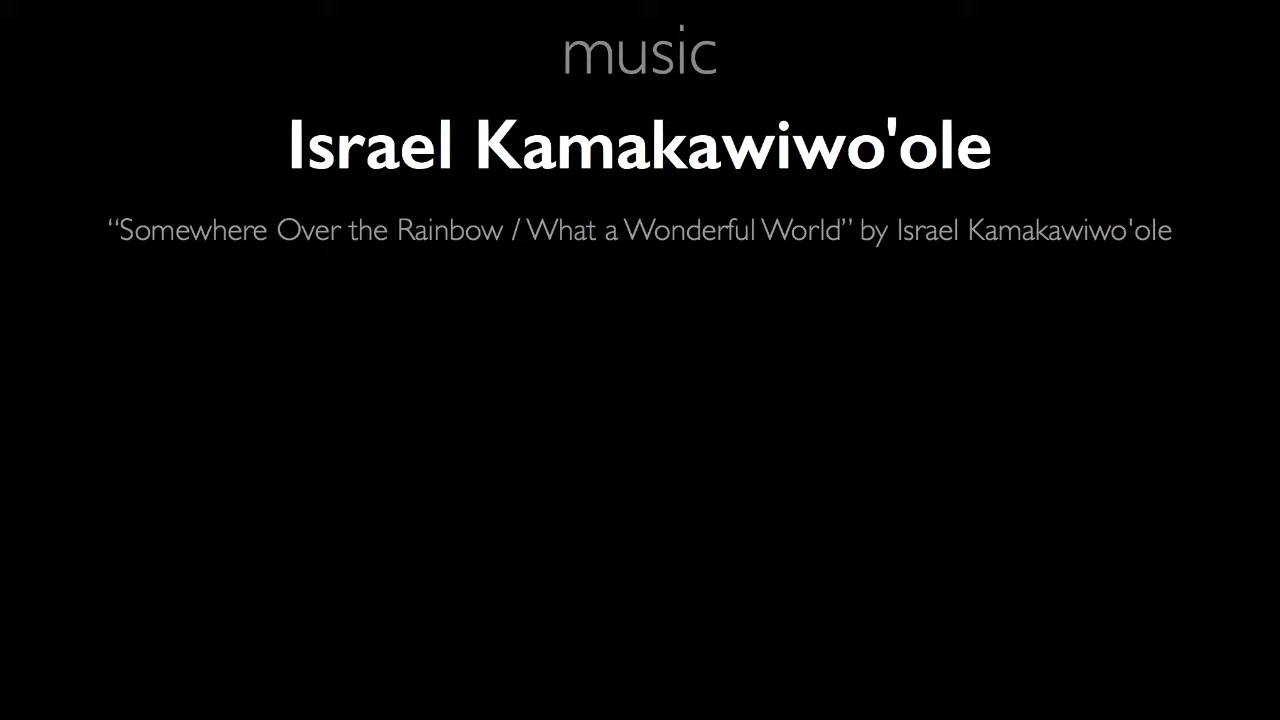 music
Israel Kamakawiwo'ole
“Somewhere Over the Rainbow / What a Wonderful World” by Israel Kamakawiwo'ole